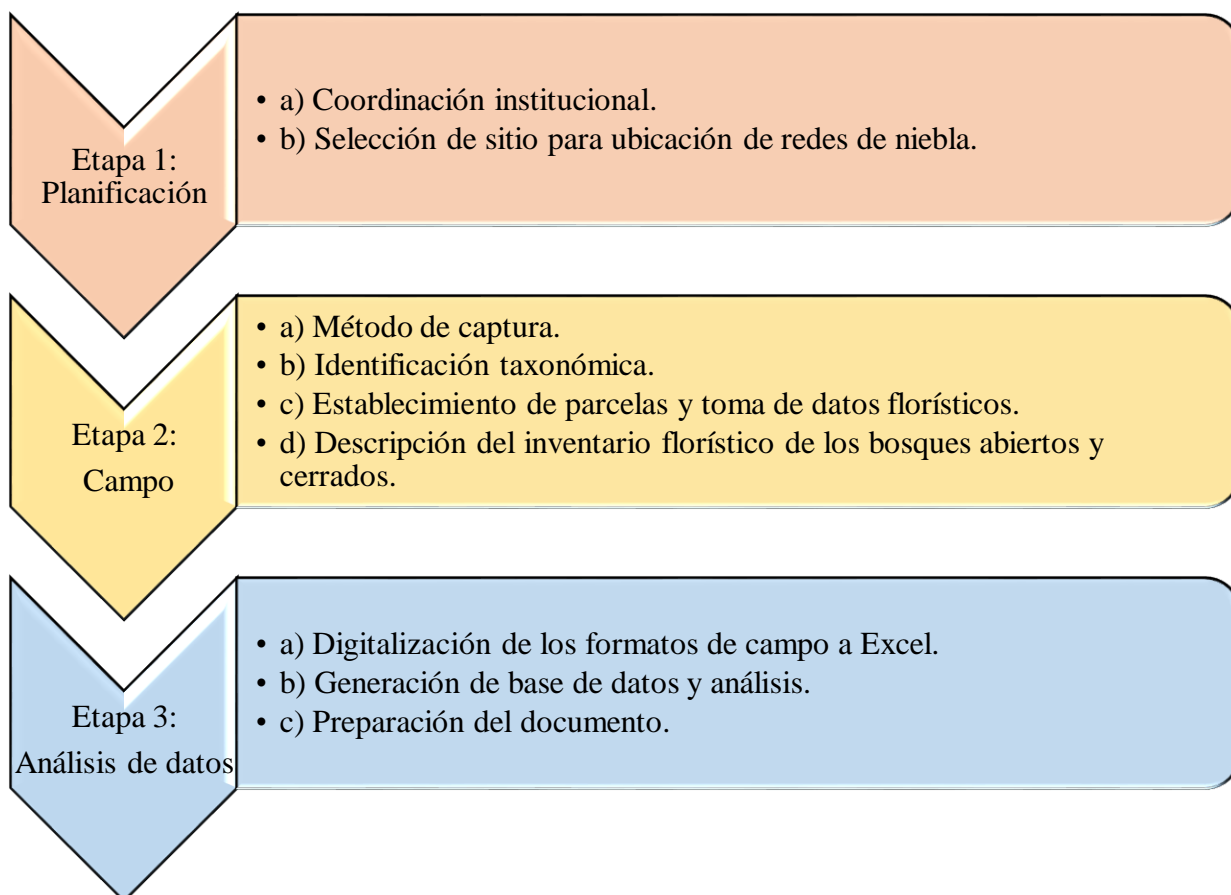 Etapa 1:
Planificación
• a) Coordinación institucional.
• b) Selección de sitio para ubicación de redes de niebla.
Etapa 2:
Campo
• a) Método de captura.
• b) Identificación taxonómica.
• c) Establecimiento de parcelas y toma de datos florísticos.
• d) Descripción del inventario florístico de los bosques abiertos y
cerrados.
Etapa 3:
Análisis de datos
• a) Digitalización de los formatos de campo a Excel.
• b) Generación de base de datos y análisis.
• c) Preparación del documento.